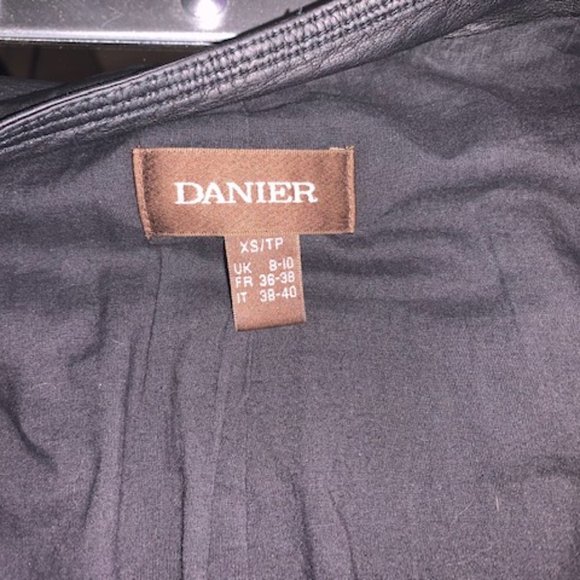 DANIER
XS/TP
UK 8-10
FR 36-38
IT 38-40